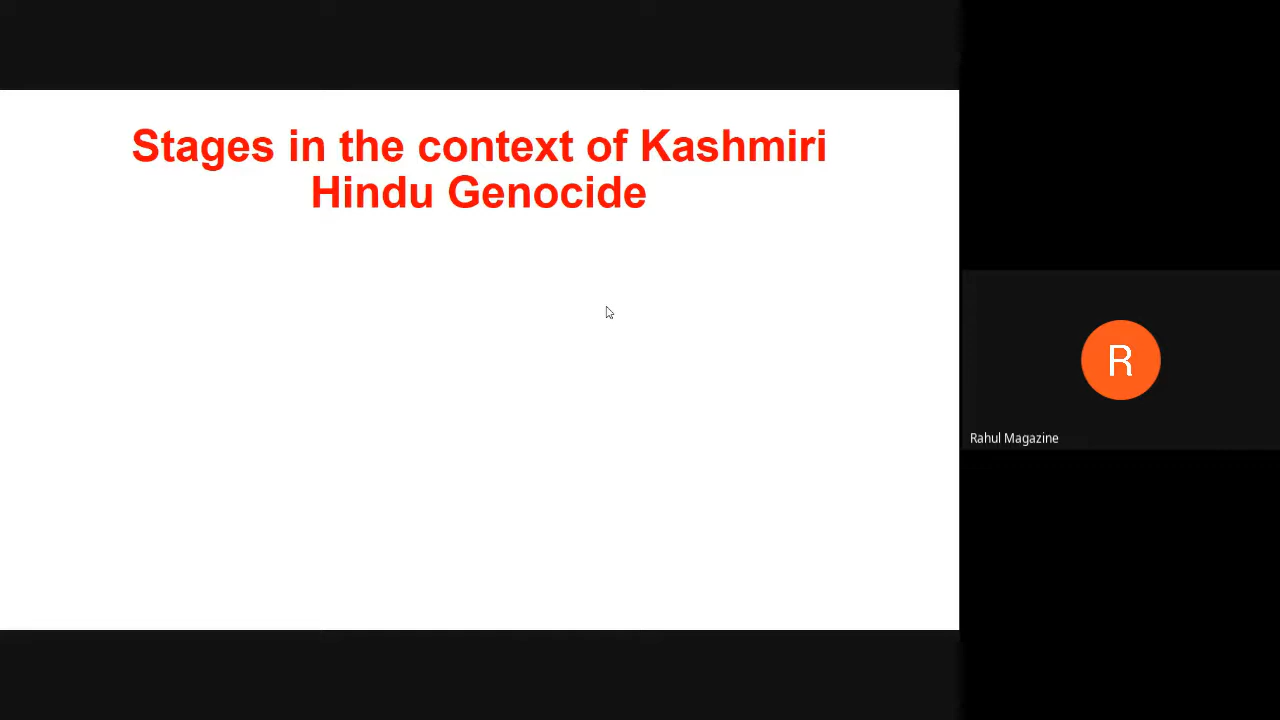 Stages in the context of Kashmiri
Hindu Genocide
R
Rahul Magazine